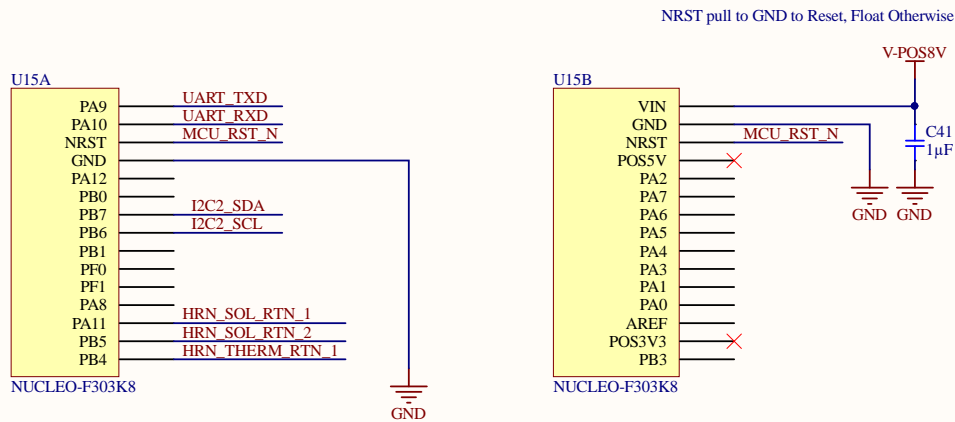 NRST pull to GND to Reset, Float Otherwise
V-POS8V
U15A
PA9 UART_TXD
PA10 UART_RXD
NRST MCU_RST_N
GND
PA12
PB0
PB7 I2C2_SDA
PB6 I2C2_SCL
PB1
PF0
PF1
PA8
PA11 HRN_SOL_RTN_1
PB5 HRN_SOL_RTN_2
PB4 HRN_THERM_RTN_1
NUCLEO-F303K8
GND
U15B
VIN
GND
NRST MCU_RST_N
POS5V
PA2
PA7
PA6
PA5
PA4
PA3
PA1
PA0
AREF
POS3V3
PB3
NUCLEO-F303K8
C41
1µF
GND
GND